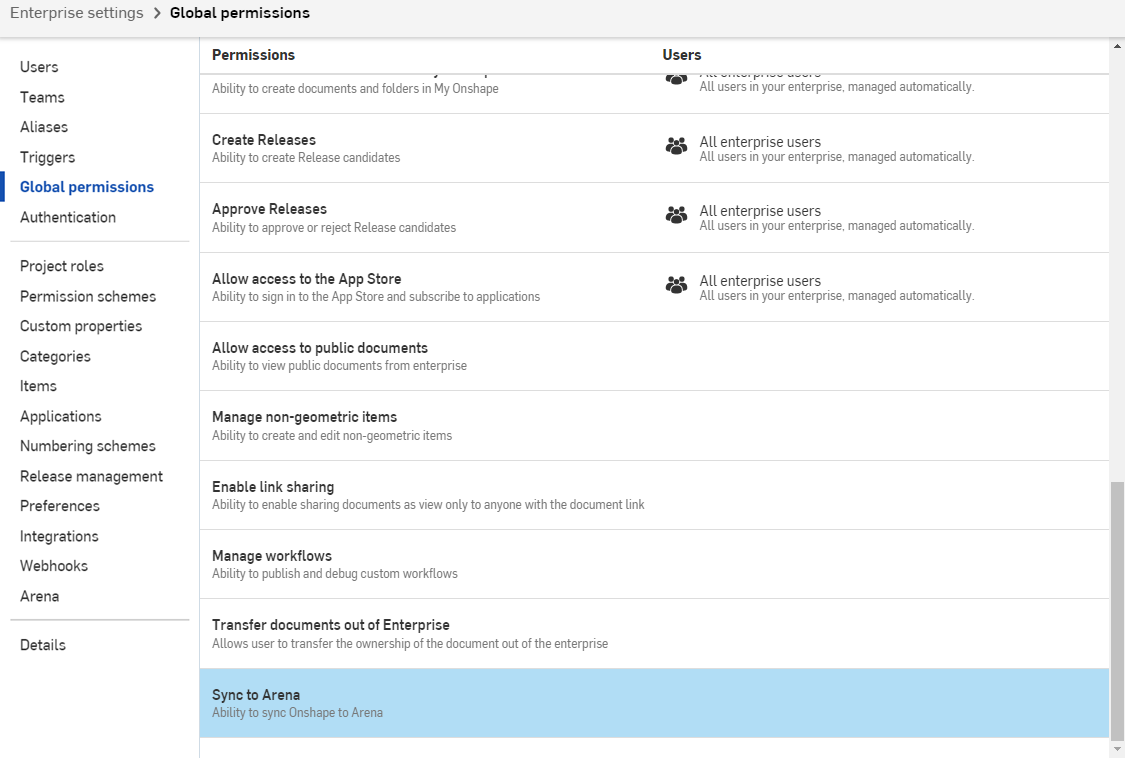 Enterprise settings > Global permissions
Users
Teams
Aliases
Triggers
Global permissions
Authentication
Project roles
Permission schemes
Custom properties
Categories
Items
Applications
Numbering schemes
Release management
Preferences
Integrations
Webhooks
Arena
Details
Permissions Users
Ability to create documents and folders in My Onshape
All enterprise users
All users in your enterprise, managed automatically.
Create Releases
Ability to create Release candidates
All enterprise users
All users in your enterprise, managed automatically.
Approve Releases
Ability to approve or reject Release candidates
All enterprise users
All users in your enterprise, managed automatically.
Allow access to the App Store
Ability to sign in to the App Store and subscribe to applications
All enterprise users
All users in your enterprise, managed automatically.
Allow access to public documents
Ability to view public documents from enterprise
Manage non-geometric items
Ability to create and edit non-geometric items
Enable link sharing
Ability to enable sharing documents as view only to anyone with the document link
Manage workflows
Ability to publish and debug custom workflows
Transfer documents out of Enterprise
Allows user to transfer the ownership of the document out of the enterprise
Sync to Arena
Ability to sync Onshape to Arena